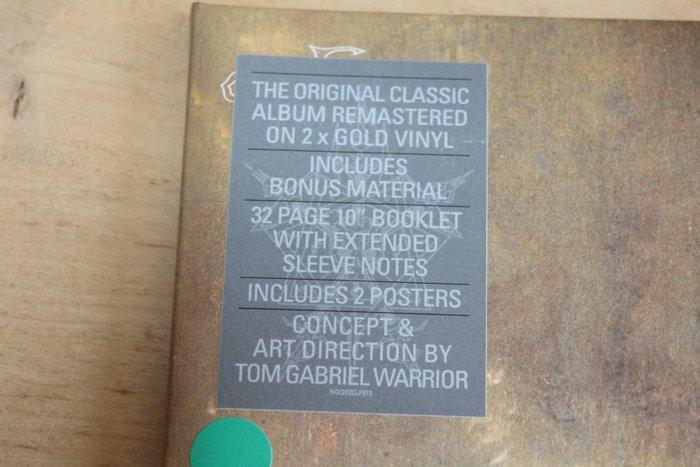 THE ORIGINAL CLASSIC
ALBUM REMASTERED
ON 2 x GOLD VINYL
INCLUDES
BONUS MATERIAL
32 PAGE 10" BOOKLET
WITH EXTENDED
SLEEVE NOTES
INCLUDES 2 POSTERS
CONCEPT &
ART DIRECTION BY
TOM GABRIEL WARRIOR